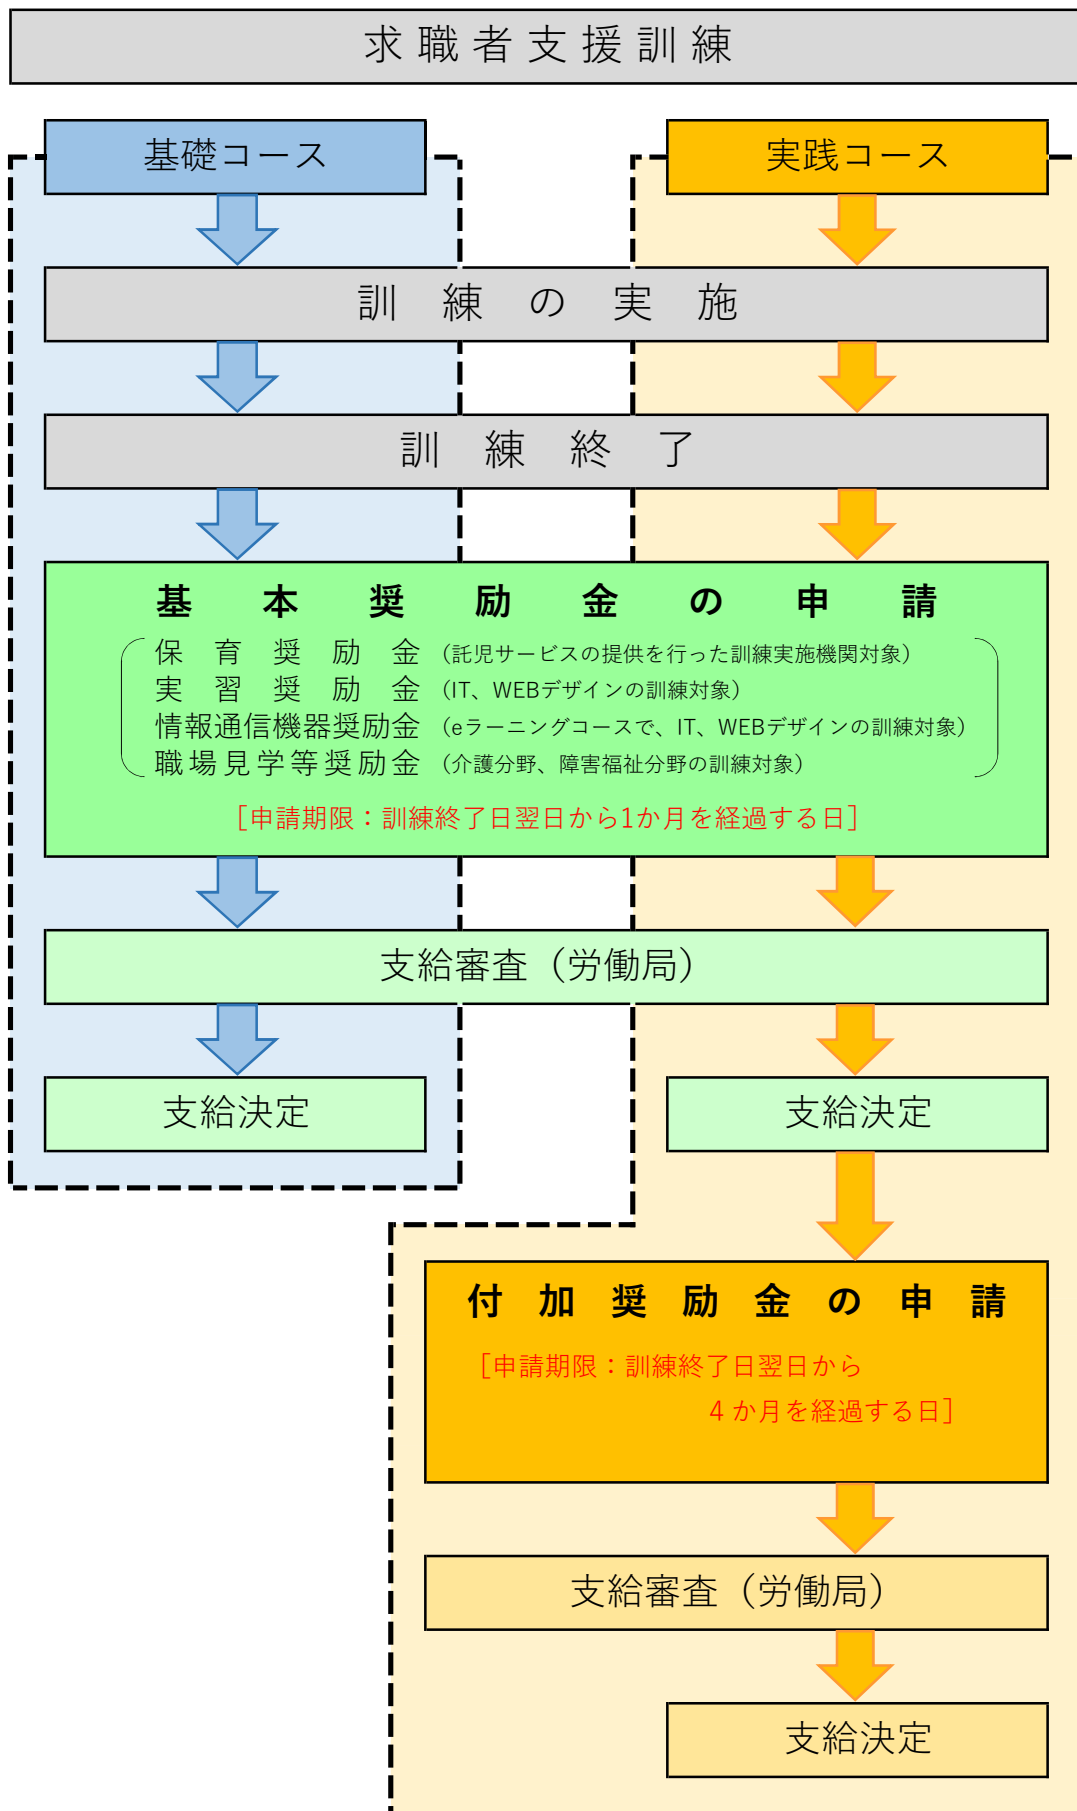 求職者支援訓練
基礎コース
実践コース
訓練の実施
訓練終了
基本奨励金の申請
保育奨励金（託児サービスの提供を行った訓練実施機関対象）
実習奨励金（IT、WEBデザインの訓練対象）
情報通信機器奨励金（eラーニングコースで、IT、WEBデザインの訓練対象）
職場見学等奨励金（介護分野、障害福祉分野の訓練対象）
［申請期限：訓練終了日翌日から1か月を経過する日］
支給審査（労働局）
支給決定
支給決定
付加奨励金の申請
［申請期限：訓練終了日翌日から
４か月を経過する日］
支給審査（労働局）
支給決定